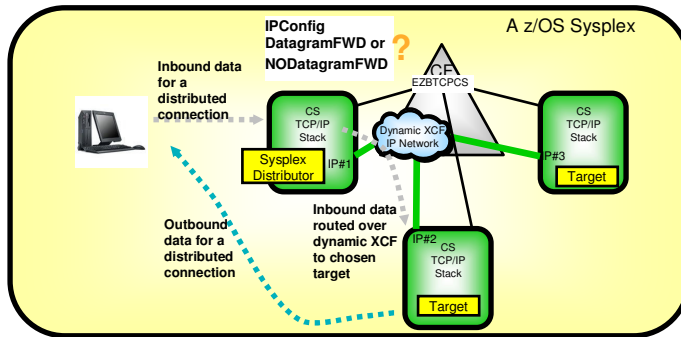 A z/OS Sysplex
IPConfig
DatagramFWD or
NODatagramFWD
?
Inbound data
for a
distributed
connection
CF
EZBTCPCS
CS
TCP/IP
Stack
Sysplex
Distributor
IP#1
Dynamic XCF
IP Network
CS
TCP/IP
Stack
IP#3
Target
Outbound
data for a
distributed
connection
Inbound data
routed over
dynamic XCF
to chosen
target
IP#2
CS
TCP/IP
Stack
Target